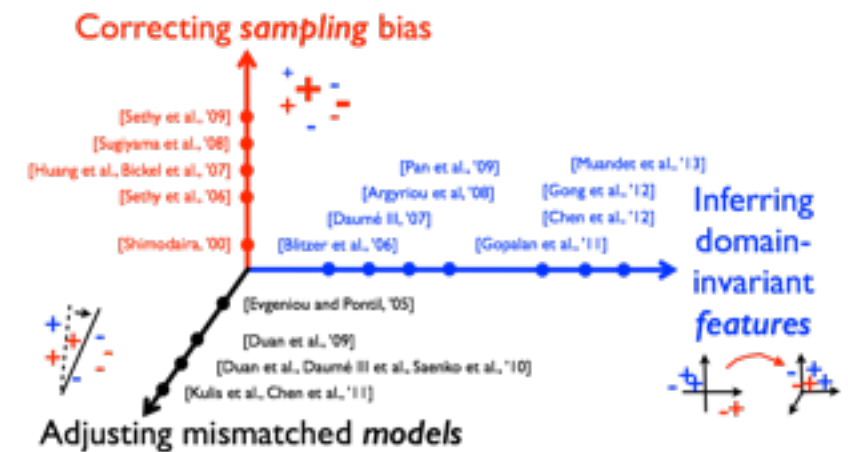 Correcting sampling bias
[Sethy et al., '09]
[Sugiyama et al., '08]
[Huang et al., Bickel et al., '07]
[Sethy et al., '06]
[Shimodaira, '00]
[Pan et al., '09]
[Muandet et al., '13]
[Argyriou et al, '08]
[Gong et al., '12]
[Daumé III, '07]
[Chen et al., '12]
[Blitzer et al., '06]
[Gopalan et al., '11]
Inferring
domain-
invariant
features
[Evgeniou and Pontil, '05]
[Duan et al., '09]
[Duan et al., Daumé III et al., Saenko et al., '10]
[Kulis et al., Chen et al., '11]
Adjusting mismatched models